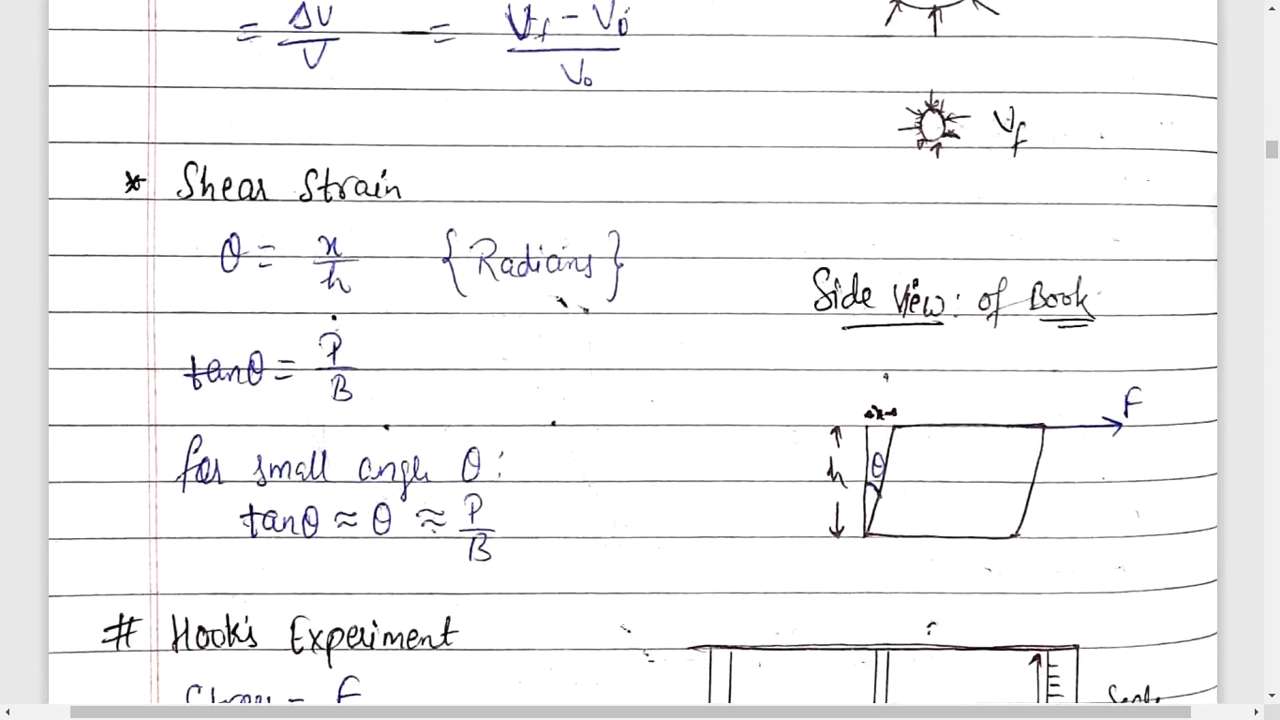 = ΔV/V = Vf - V0/V0
Vf
* Shear Strain
θ = x/h { Radians }
Side View: of Book
tanθ = P/B
F
x
h
θ
for small angle θ:
tanθ ≈ θ ≈ P/B
# Hook's Experiment